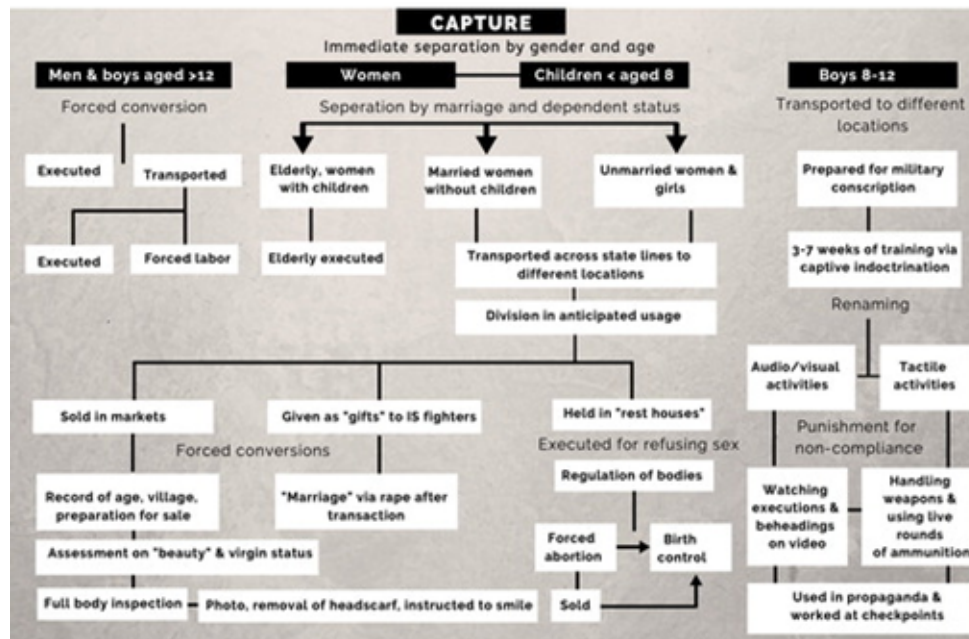 CAPTURE
Immediate separation by gender and age
Men & boys aged >12
Women
Children < aged 8
Boys 8-12
Forced conversion
Seperation by marriage and dependent status
Transported to different
locations
Executed
Transported
Elderly, women
with children
Married women
without children
Unmarried women &
girls
Prepared for military
conscription
Executed
Forced labor
Elderly executed
Transported across state lines to
different locations
3-7 weeks of training via
captive indoctrination
Division in anticipated usage
Renaming
Audio/visual
activities
Tactile
activities
Sold in markets
Given as "gifts" to IS fighters
Held in "rest houses"
Forced conversions
Executed for refusing sex
Punishment for
non-compliance
Record of age, village,
preparation for sale
"Marriage" via rape after
transaction
Regulation of bodies
Watching
executions &
beheadings
on video
Handling
weapons &
using live
rounds
of ammunition
Assessment on "beauty" & virgin status
Forced
abortion
Birth
control
Full body inspection
Photo, removal of headscarf, instructed to smile
Sold
Used in propaganda &
worked at checkpoints